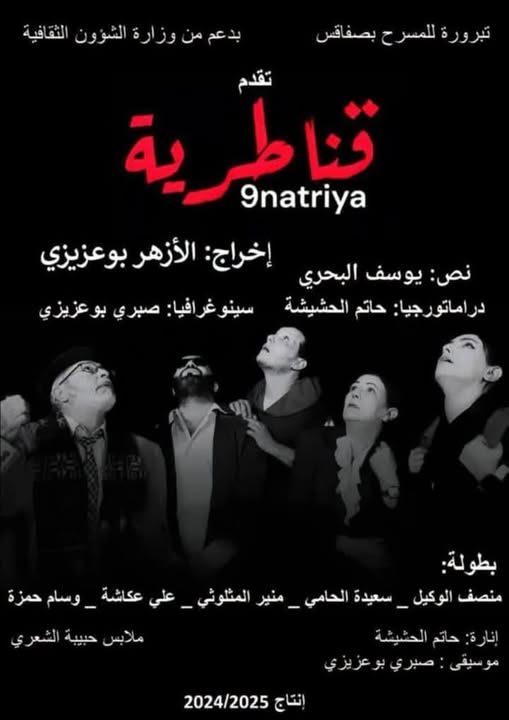 تبرورة للمسرح بصفاقس بدعم من وزارة الشؤون الثقافية
تقدم
قناطرية
9natriya
إخراج: الأزهر بوعزيزي
نص: يوسف البحري
دراماتورجيا: حاتم الحشيشة سينوغرافيا: صبري بوعزيزي
بطولة:
منصف الوكيل _ سعيدة الحامي _ منير المثلوثي _ علي عكاشة _ وسام حمزة
إنارة: حاتم الحشيشة ملابس حبيبة الشعري
موسيقى : صبري بوعزيزي
إنتاج 2024/2025